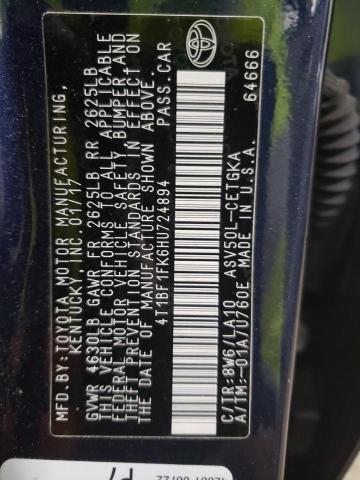 MFD. BY:TOYOTA MOTOR MANUFACTURING,
KENTUCKY, INC. 01/17
GVWR 4630LB GAWR FR 2625LB RR 2625LB
THIS VEHICLE CONFORMS TO ALL APPLICABLE
FEDERAL MOTOR VEHICLE SAFETY, BUMPER AND
THEFT PREVENTION STANDARDS IN EFFECT ON
THE DATE OF MANUFACTURE SHOWN ABOVE.
4T1BF1FK6HU724894 PASS.CAR
C/TR:8W6/LA10 ASV50L-CETGKA
A/TM:-01A/U760E MADE IN U.S.A. 64666